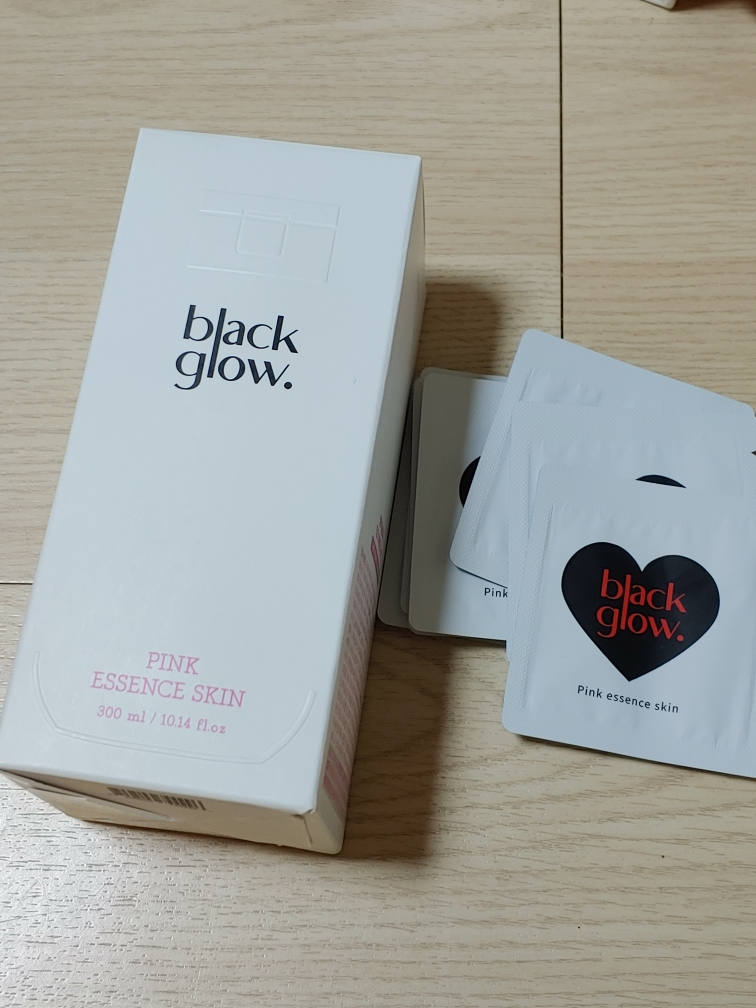 black
glow.
PINK
ESSENCE SKIN
300 ml / 10.14 fl.oz
Pink
black
glow.
Pink essence skin